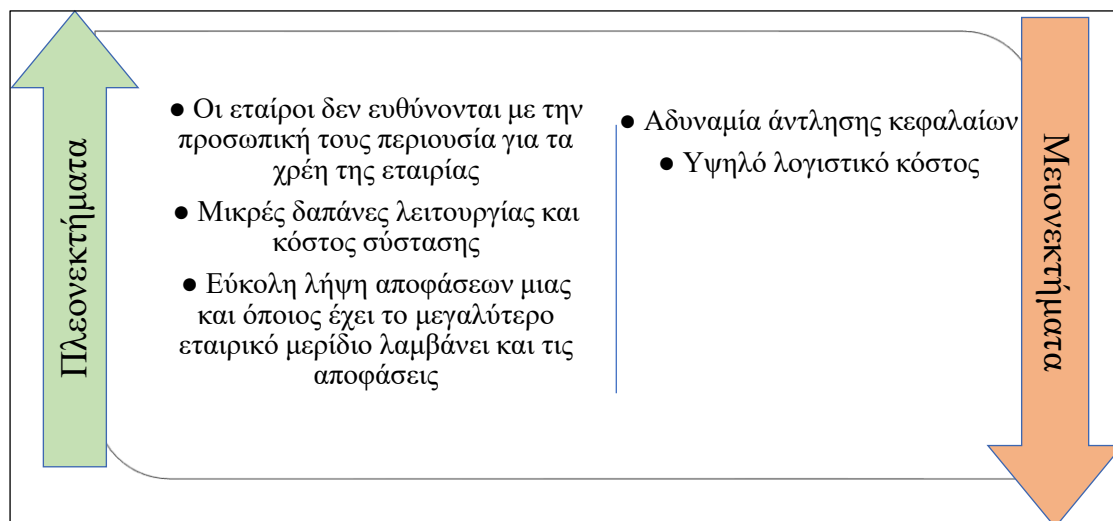 Πλεονεκτήματα
● Οι εταίροι δεν ευθύνονται με την
προσωπική τους περιουσία για τα
χρέη της εταιρίας
● Μικρές δαπάνες λειτουργίας και
κόστος σύστασης
● Εύκολη λήψη αποφάσεων μιας
και όποιος έχει το μεγαλύτερο
εταιρικό μερίδιο λαμβάνει και τις
αποφάσεις
● Αδυναμία άντλησης κεφαλαίων
● Υψηλό λογιστικό κόστος
Μειονεκτήματα